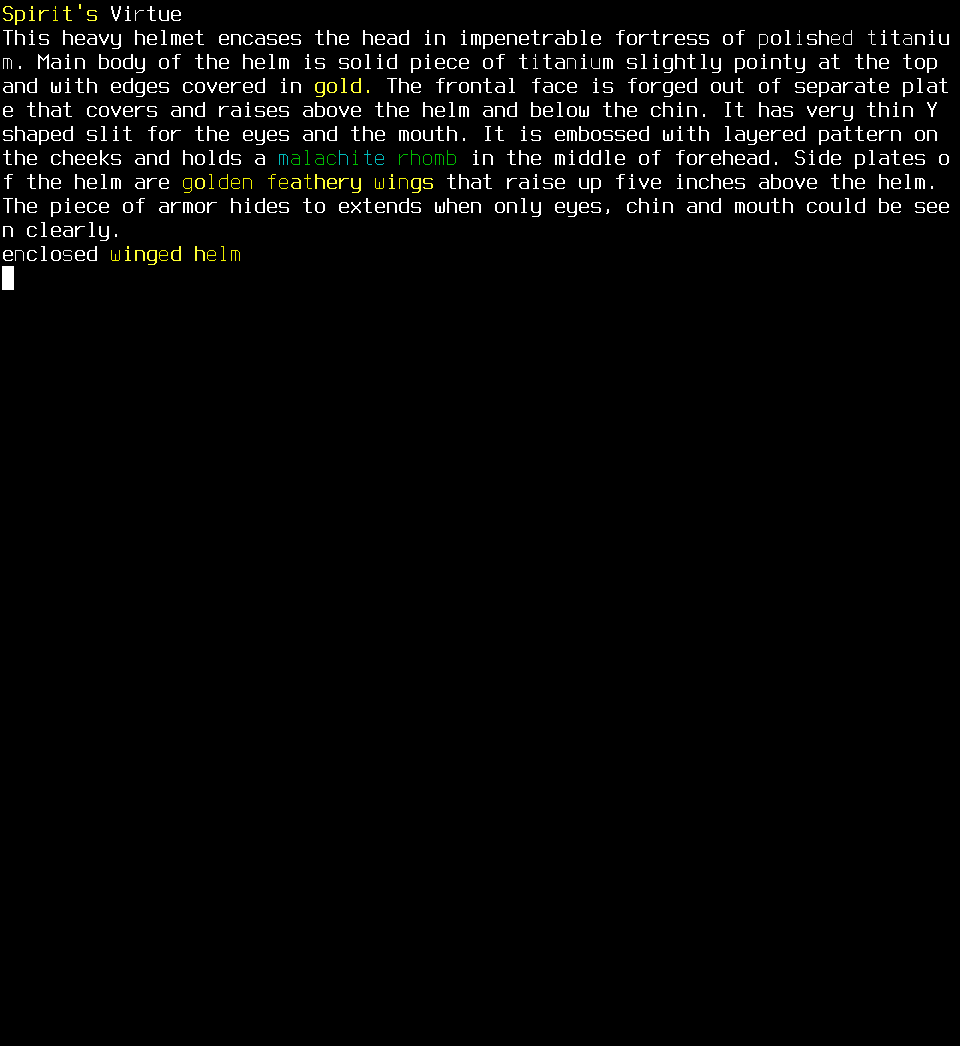 Spirit's Virtue
This heavy helmet encases the head in impenetrable fortress of polished titaniu
m. Main body of the helm is solid piece of titanium slightly pointy at the top
and with edges covered in gold. The frontal face is forged out of separate plat
e that covers and raises above the helm and below the chin. It has very thin Y
shaped slit for the eyes and the mouth. It is embossed with layered pattern on
the cheeks and holds a malachite rhomb in the middle of forehead. Side plates o
f the helm are golden feathery wings that raise up five inches above the helm.
The piece of armor hides to extends when only eyes, chin and mouth could be see
n clearly.
enclosed winged helm